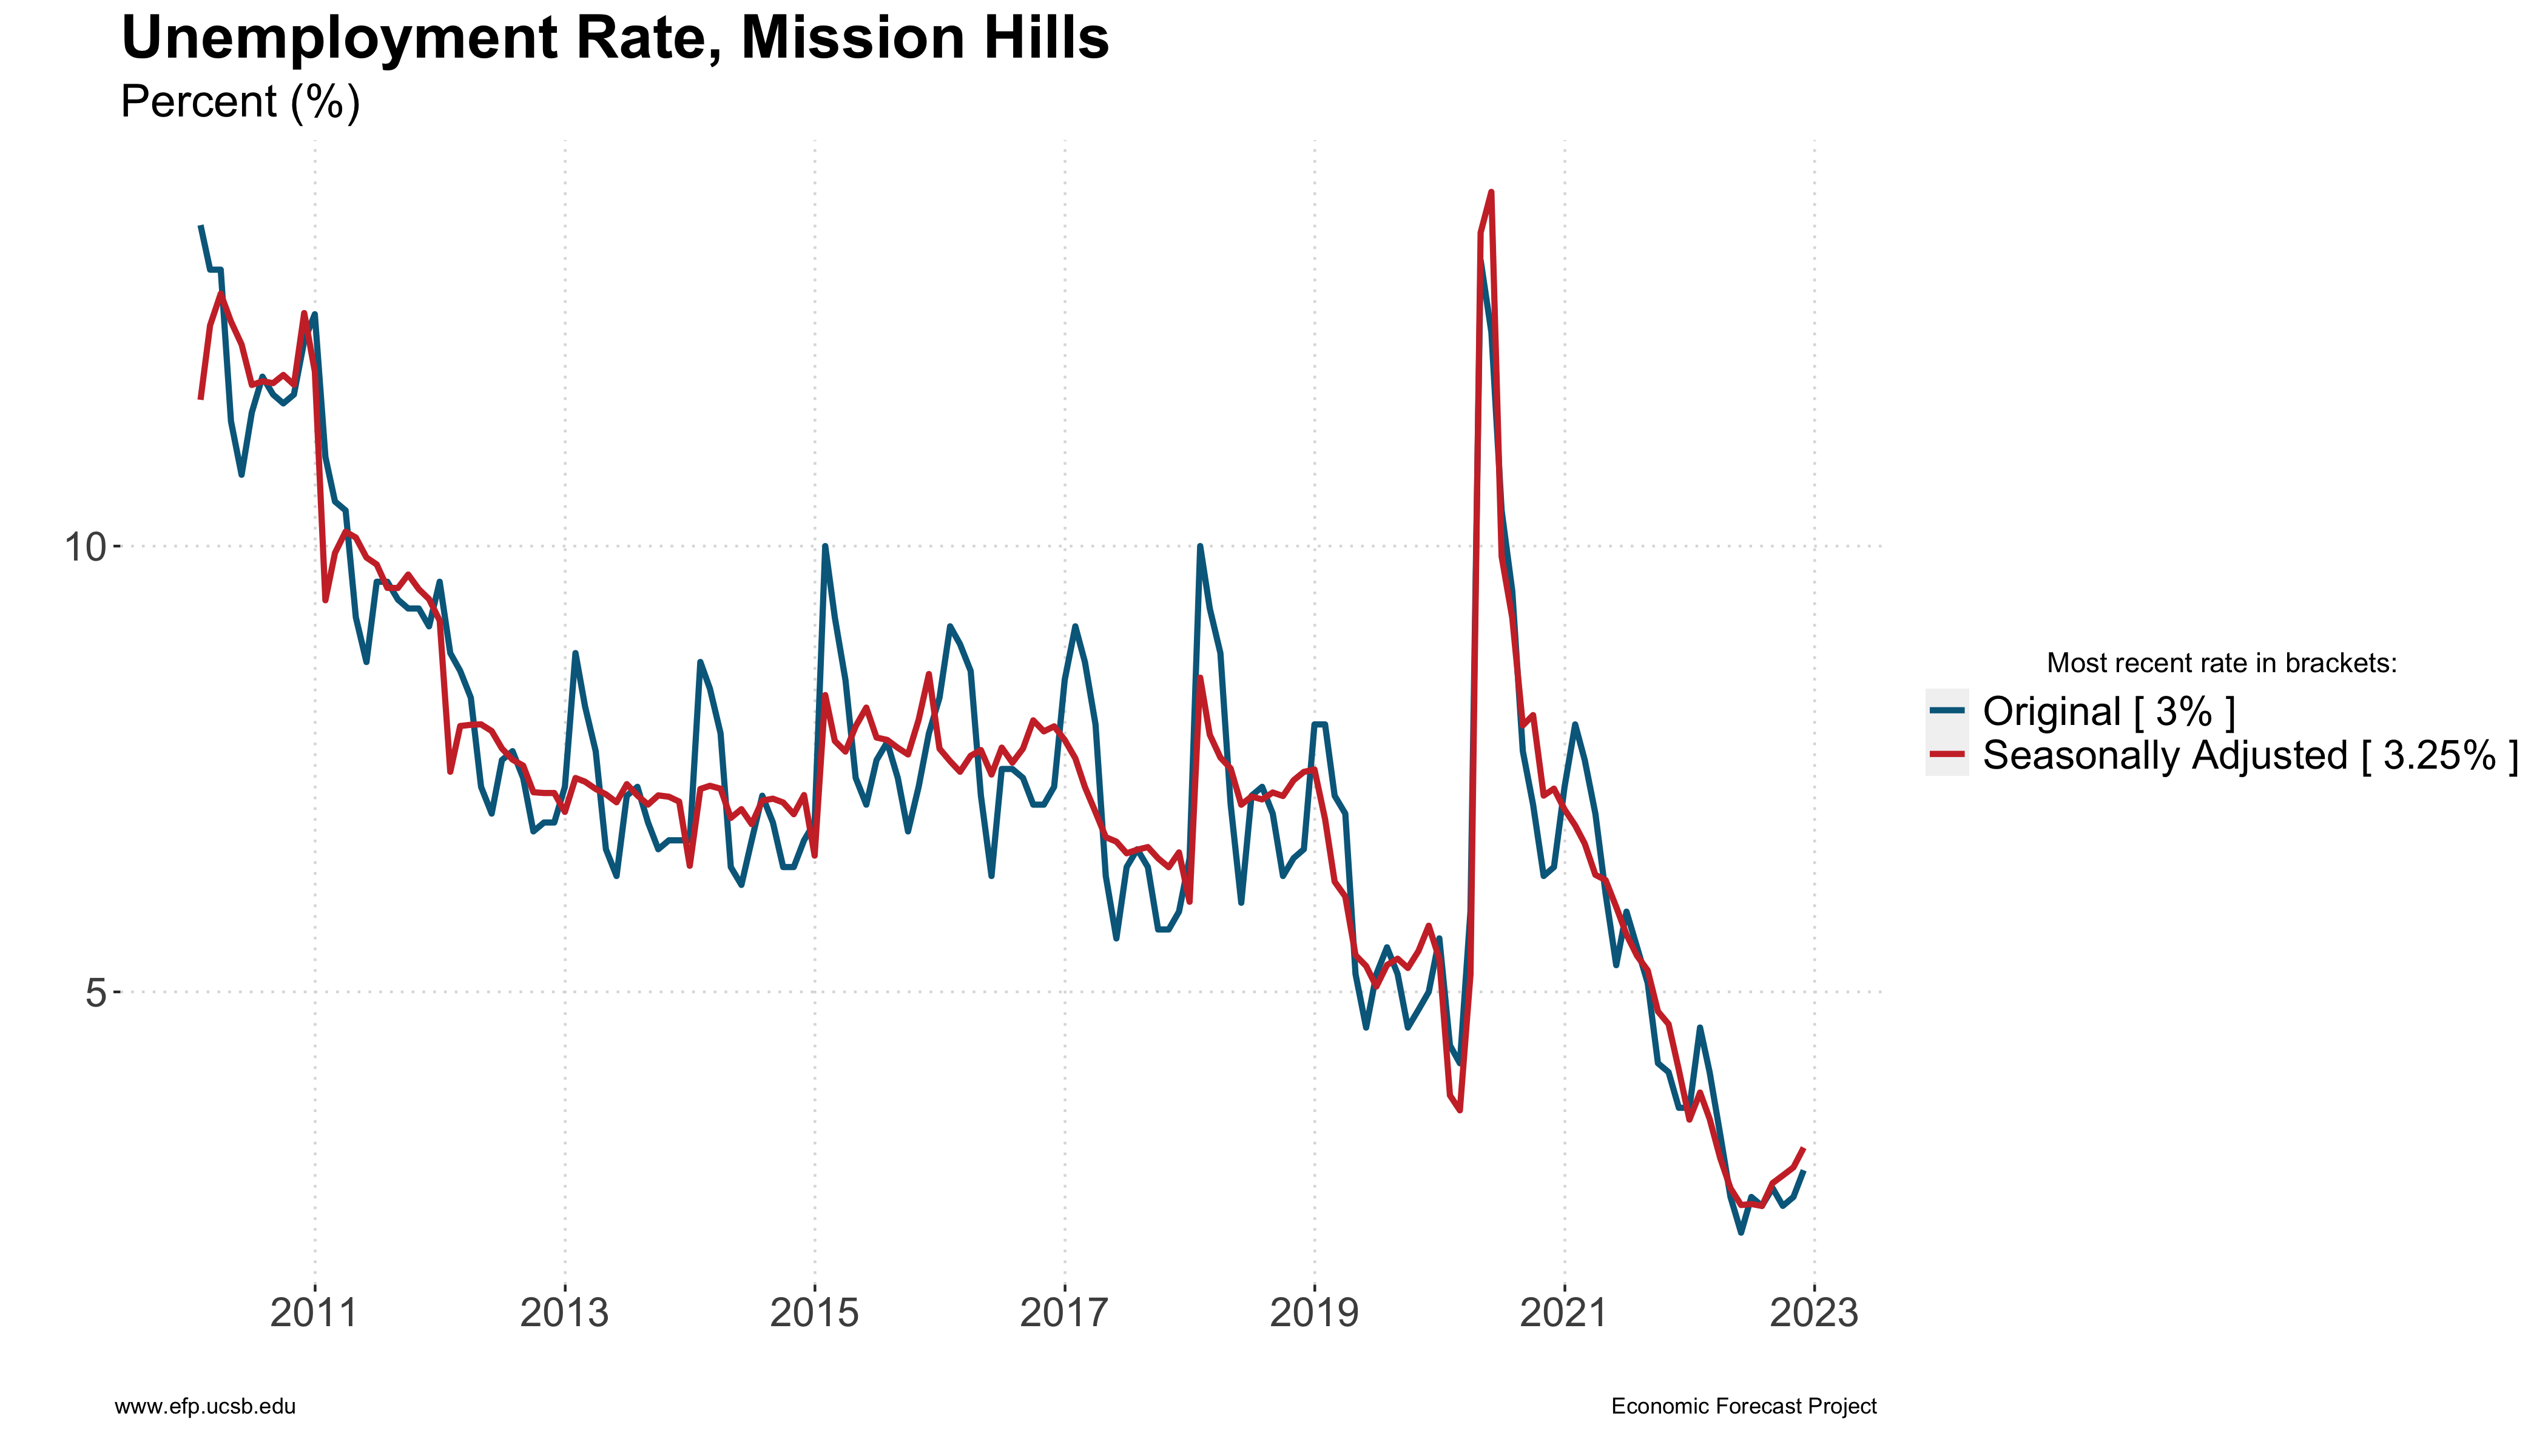 Unemployment Rate, Mission Hills
Percent (%)
10
5
2011 2013 2015 2017 2019 2021 2023
Most recent rate in brackets:
Original [ 3% ]
Seasonally Adjusted [ 3.25% ]
www.efp.ucsb.edu
Economic Forecast Project